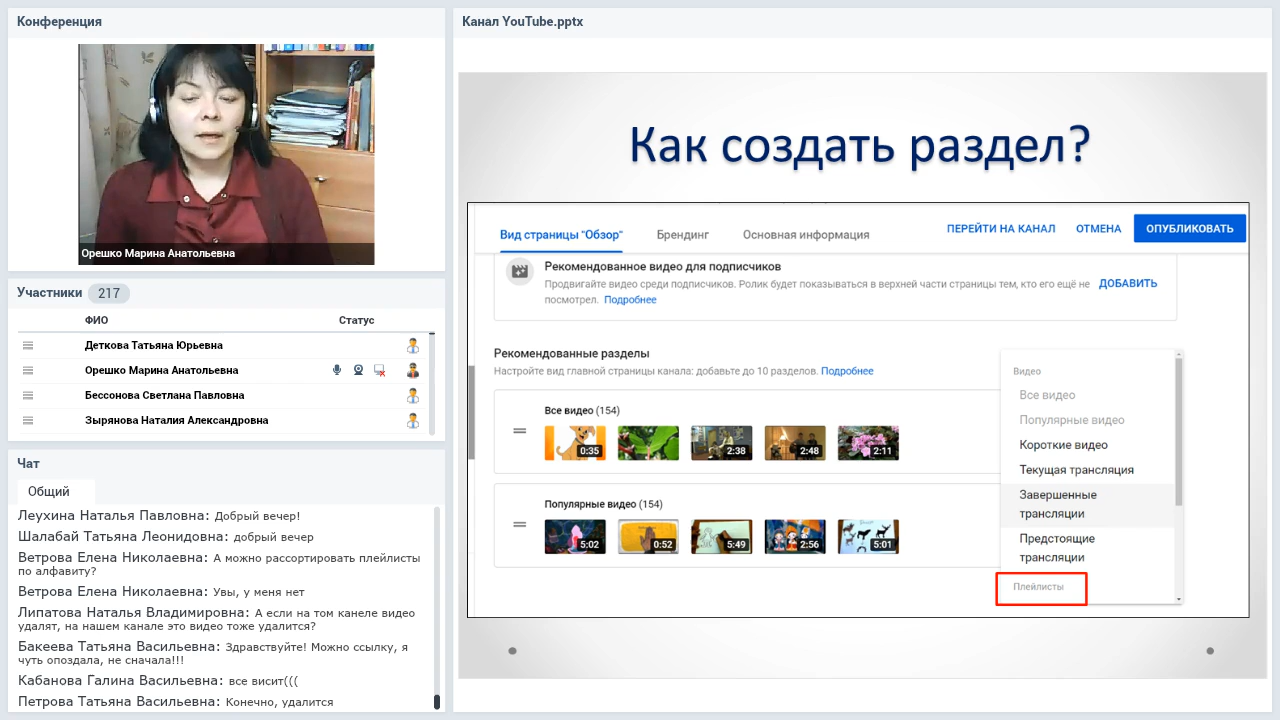 Конференция
Орешко Марина Анатольевна
Участники 217
ФИО Статус
Деткова Татьяна Юрьевна
Орешко Марина Анатольевна
Бессонова Светлана Павловна
Зырянова Наталия Александровна
Чат
Общий
Леухина Наталья Павловна: Добрый вечер!
Шалабай Татьяна Леонидовна: добрый вечер
Ветрова Елена Николаевна: А можно рассортировать плейлисты
по алфавиту?
Ветрова Елена Николаевна: Увы, у меня нет
Липатова Наталья Владимировна: А если на том канеле видео
удалят, на нашем канале это видео тоже удалится?
Бакеева Татьяна Васильевна: Здравствуйте! Можно ссылку, я
чуть опоздала, не сначала!!!
Кабанова Галина Васильевна: все висит(((
Петрова Татьяна Васильевна: Конечно, удалится
Канал YouTube.pptx
Как создать раздел?
Вид страницы "Обзор" Брендинг Основная информация ПЕРЕЙТИ НА КАНАЛ ОТМЕНА ОПУБЛИКОВАТЬ
Рекомендованное видео для подписчиков
Продвигайте видео среди подписчиков. Ролик будет показываться в верхней части страницы тем, кто его ещё не
посмотрел. Подробнее
ДОБАВИТЬ
Рекомендованные разделы
Настройте вид главной страницы канала: добавьте до 10 разделов. Подробнее
Все видео (154)
0:35 2:38 2:48 2:11
Популярные видео (154)
5:02 0:52 5:49 2:56 5:01
Видео
Все видео
Популярные видео
Короткие видео
Текущая трансляция
Завершенные
трансляции
Предстоящие
трансляции
Плейлисты